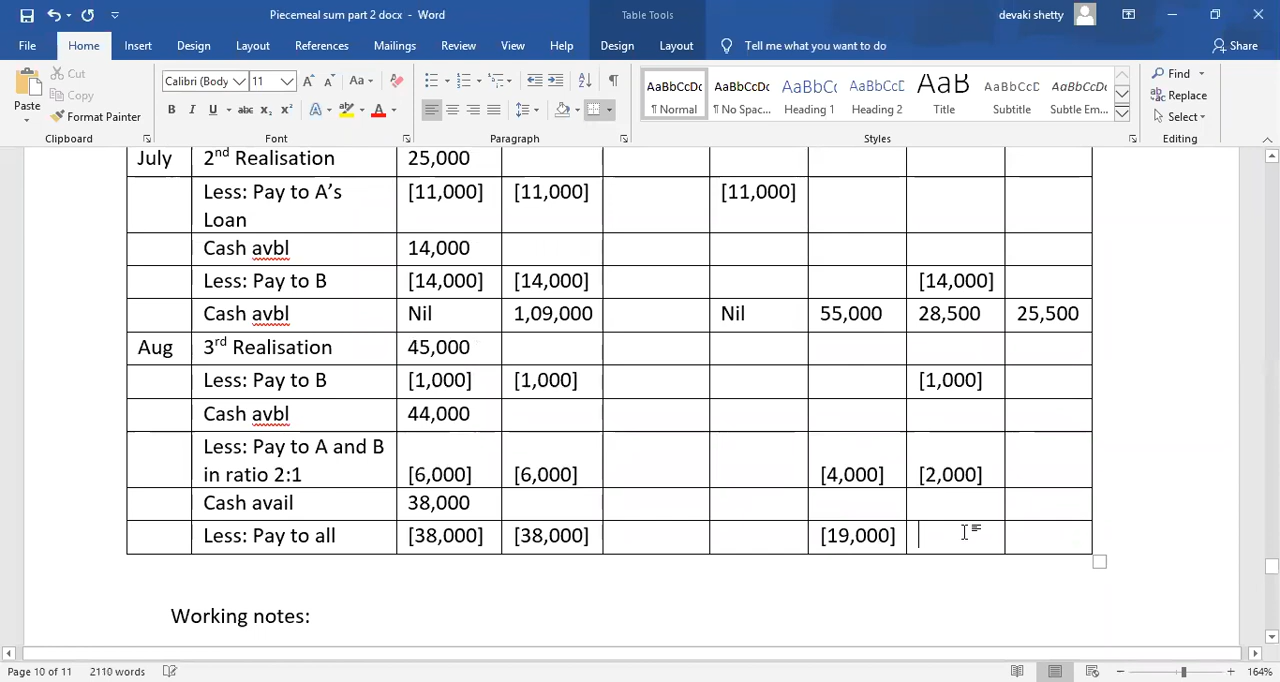 Piecemeal sum part 2 docx - Word
Table Tools
devaki shetty
File Home Insert Design Layout References Mailings Review View Help Design Layout Tell me what you want to do Share
Paste
Cut
Copy
Format Painter
Calibri (Body 11
B I U abc x₂ x²
AaBbCcDc AaBbCcDc AaBbCc AaBbCcD AaB AaBbCcD AaBbCcDc
¶ Normal ¶ No Spac... Heading 1 Heading 2 Title Subtitle Subtle Em...
Find
Replace
Select
Clipboard Font Paragraph Styles Editing
July 2nd Realisation 25,000
Less: Pay to A’s [11,000] [11,000] [11,000]
Loan
Cash avbl 14,000
Less: Pay to B [14,000] [14,000] [14,000]
Cash avbl Nil 1,09,000 Nil 55,000 28,500 25,500
Aug 3rd Realisation 45,000
Less: Pay to B [1,000] [1,000] [1,000]
Cash avbl 44,000
Less: Pay to A and B
in ratio 2:1 [6,000] [6,000] [4,000] [2,000]
Cash avail 38,000
Less: Pay to all [38,000] [38,000] [19,000]
Working notes:
Page 10 of 11 2110 words 164%